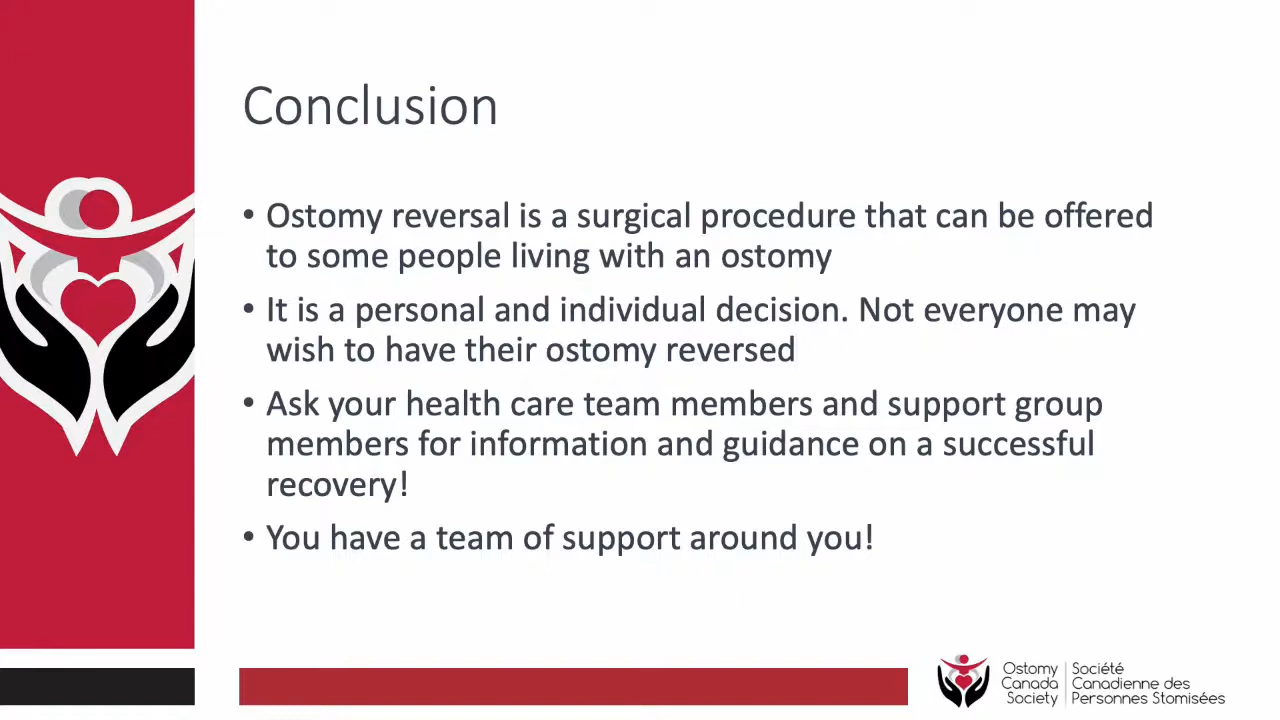 Conclusion
• Ostomy reversal is a surgical procedure that can be offered
to some people living with an ostomy
• It is a personal and individual decision. Not everyone may
wish to have their ostomy reversed
• Ask your health care team members and support group
members for information and guidance on a successful
recovery!
• You have a team of support around you!
Ostomy
Canada
Society
Société
Canadienne des
Personnes Stomisées